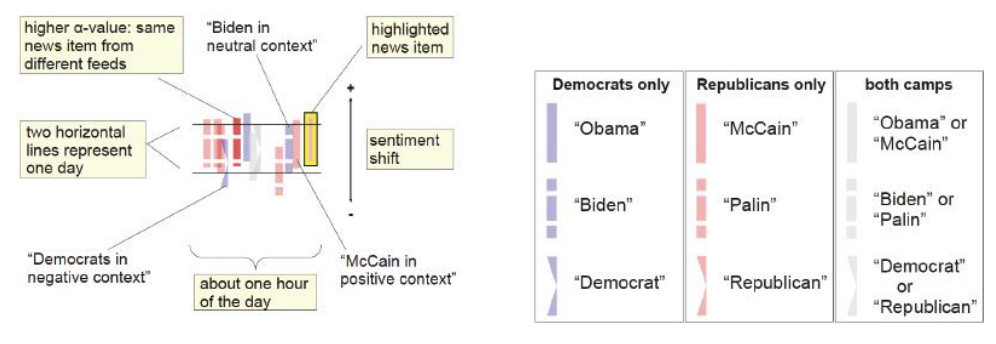 higher α-value: same
news item from
different feeds
“Biden in
neutral context”
highlighted
news item
two horizontal
lines represent
one day
+
sentiment
shift
-
“Democrats in
negative context”
about one hour
of the day
“McCain in
positive context”
Democrats only
Republicans only
both camps
“Obama”
“McCain”
“Obama” or
“McCain”
“Biden”
“Palin”
“Biden” or
“Palin”
“Democrat”
“Republican”
“Democrat”
or
“Republican”